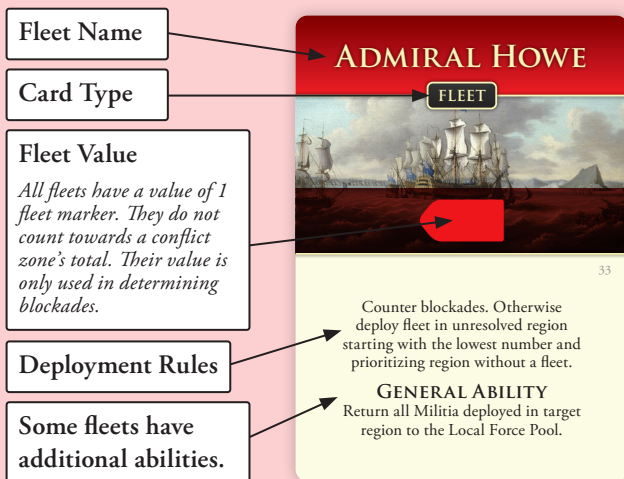 Fleet Name
Card Type
Fleet Value
All fleets have a value of 1
fleet marker. They do not
count towards a conflict
zone's total. Their value is
only used in determining
blockades.
Deployment Rules
Some fleets have
additional abilities.
Admiral Howe
FLEET
33
Counter blockades. Otherwise
deploy fleet in unresolved region
starting with the lowest number and
prioritizing region without a fleet.
General Ability
Return all Militia deployed in target
region to the Local Force Pool.